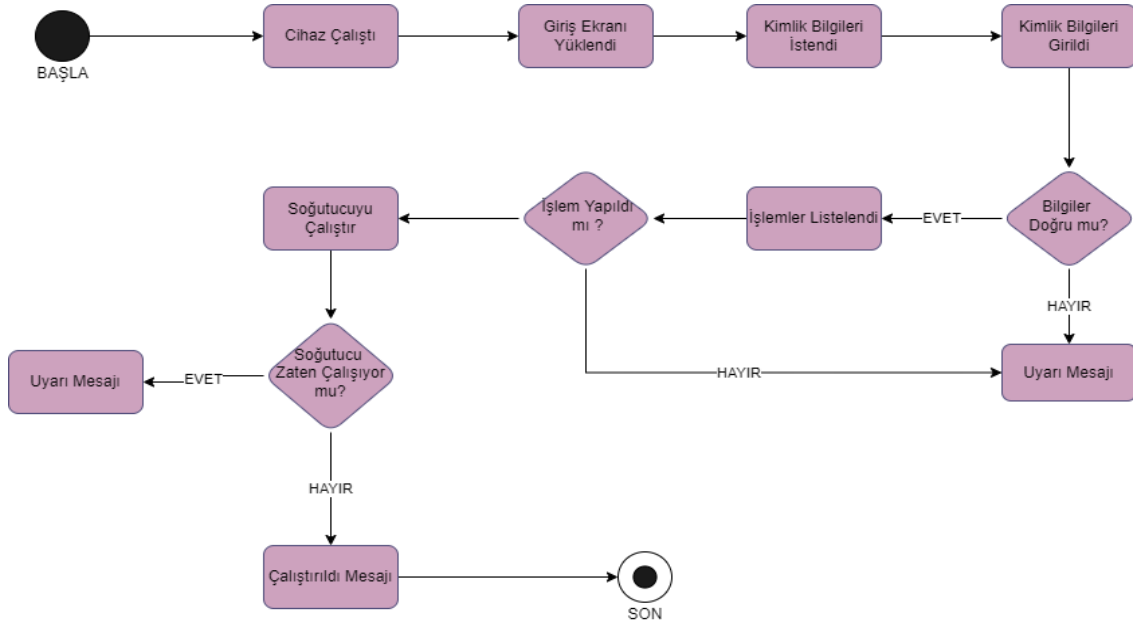 BAŞLA
Cihaz Çalıştı
Giriş Ekranı
Yüklendi
Kimlik Bilgileri
İstendi
Kimlik Bilgileri
Girildi
Bilgiler
Doğru mu?
EVET
İşlemler Listelendi
İşlem Yapıldı
mı ?
Soğutucuyu
Çalıştır
HAYIR
Uyarı Mesajı
HAYIR
Soğutucu
Zaten Çalışıyor
mu?
EVET
Uyarı Mesajı
HAYIR
Çalıştırıldı Mesajı
SON